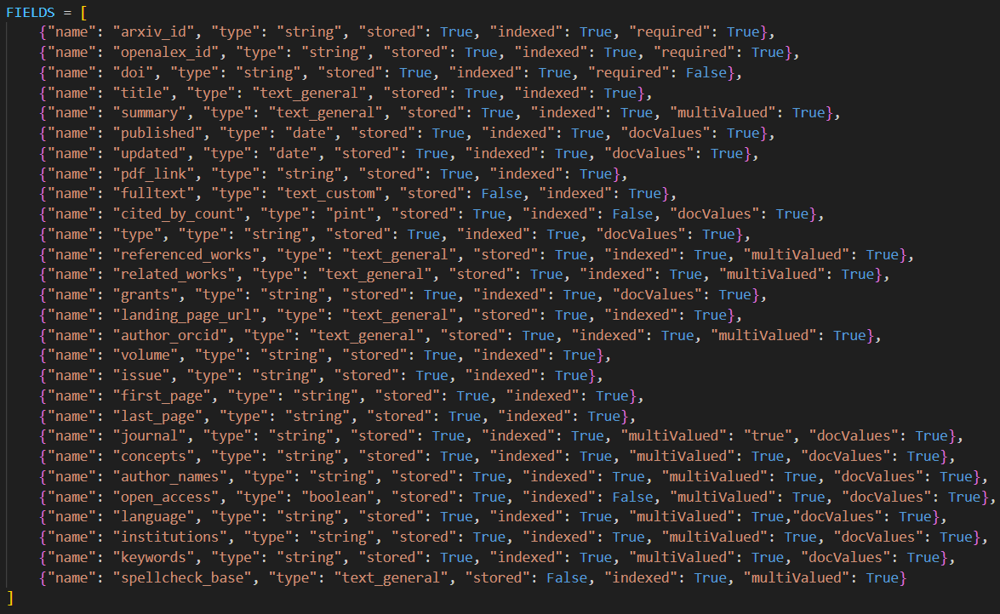 FIELDS = [
    {"name": "arxiv_id", "type": "string", "stored": True, "indexed": True, "required": True},
    {"name": "openalex_id", "type": "string", "stored": True, "indexed": True, "required": True},
    {"name": "doi", "type": "string", "stored": True, "indexed": True, "required": False},
    {"name": "title", "type": "text_general", "stored": True, "indexed": True},
    {"name": "summary", "type": "text_general", "stored": True, "indexed": True, "multiValued": True},
    {"name": "published", "type": "date", "stored": True, "indexed": True, "docValues": True},
    {"name": "updated", "type": "date", "stored": True, "indexed": True, "docValues": True},
    {"name": "pdf_link", "type": "string", "stored": True, "indexed": True},
    {"name": "fulltext", "type": "text_custom", "stored": False, "indexed": True},
    {"name": "cited_by_count", "type": "pint", "stored": True, "indexed": False, "docValues": True},
    {"name": "type", "type": "string", "stored": True, "indexed": True, "docValues": True},
    {"name": "referenced_works", "type": "text_general", "stored": True, "indexed": True, "multiValued": True},
    {"name": "related_works", "type": "text_general", "stored": True, "indexed": True, "multiValued": True},
    {"name": "grants", "type": "string", "stored": True, "indexed": True, "docValues": True},
    {"name": "landing_page_url", "type": "text_general", "stored": True, "indexed": True},
    {"name": "author_orcid", "type": "text_general", "stored": True, "indexed": True, "multiValued": True},
    {"name": "volume", "type": "string", "stored": True, "indexed": True},
    {"name": "issue", "type": "string", "stored": True, "indexed": True},
    {"name": "first_page", "type": "string", "stored": True, "indexed": True},
    {"name": "last_page", "type": "string", "stored": True, "indexed": True},
    {"name": "journal", "type": "string", "stored": True, "indexed": True, "multiValued": "true", "docValues": True},
    {"name": "concepts", "type": "string", "stored": True, "indexed": True, "multiValued": True, "docValues": True},
    {"name": "author_names", "type": "string", "stored": True, "indexed": True, "multiValued": True, "docValues": True},
    {"name": "open_access", "type": "boolean", "stored": True, "indexed": False, "multiValued": True, "docValues": True},
    {"name": "language", "type": "string", "stored": True, "indexed": True, "multiValued": True,"docValues": True},
    {"name": "institutions", "type": "string", "stored": True, "indexed": True, "multiValued": True, "docValues": True},
    {"name": "keywords", "type": "string", "stored": True, "indexed": True, "multiValued": True, "docValues": True},
    {"name": "spellcheck_base", "type": "text_general", "stored": False, "indexed": True, "multiValued": True}
]